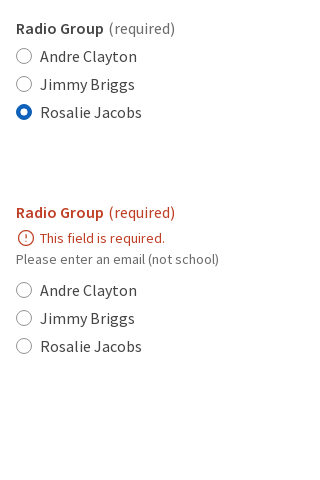 Radio Group (required)
Andre Clayton
Jimmy Briggs
Rosalie Jacobs
Radio Group (required)
This field is required.
Please enter an email (not school)
Andre Clayton
Jimmy Briggs
Rosalie Jacobs